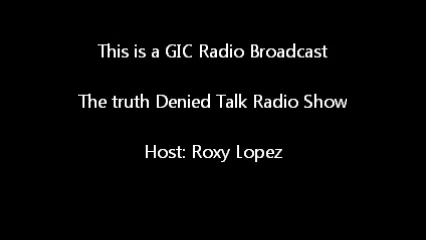 This is a GIC Radio Broadcast
The truth Denied Talk Radio Show
Host: Roxy Lopez